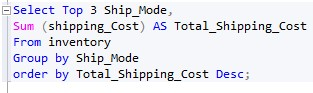 Select Top 3 Ship_Mode,
Sum (shipping_Cost) AS Total_Shipping_Cost
From inventory
Group by Ship_Mode
order by Total_Shipping_Cost Desc;